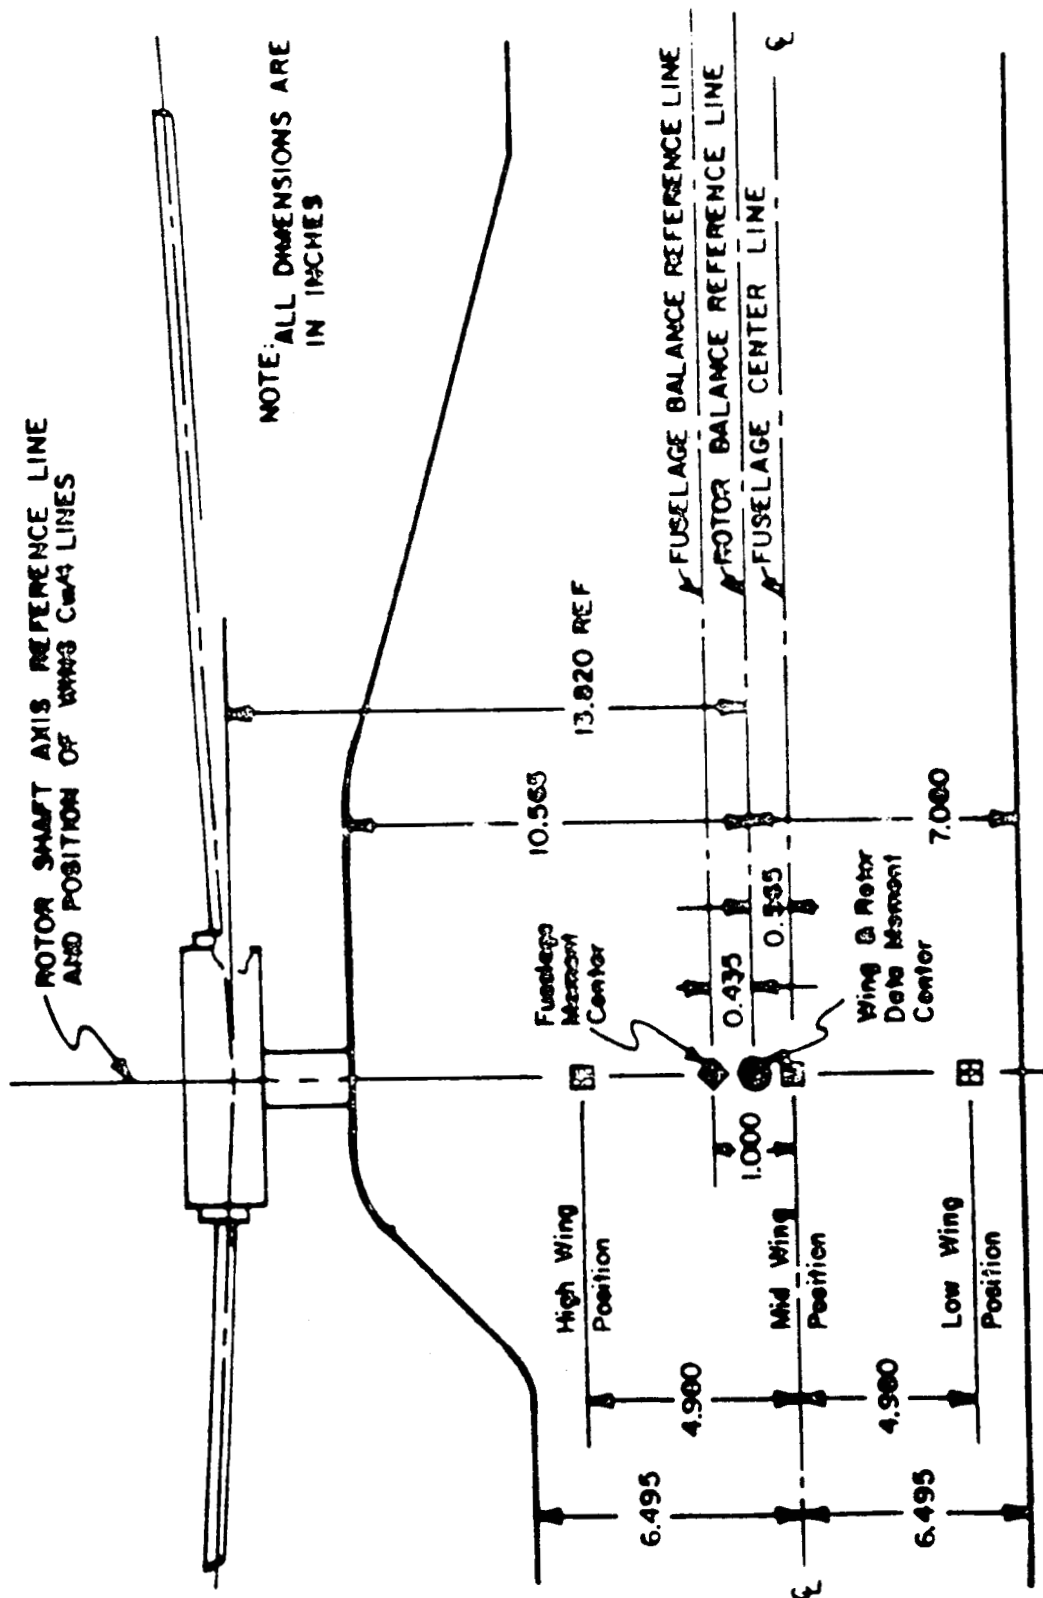 ROTOR SHAFT AXIS REFERENCE LINE
AND POSITION OF WING C LINES
NOTE: ALL DIMENSIONS ARE
IN INCHES
FUSELAGE BALANCE REFERENCE LINE
ROTOR BALANCE REFERENCE LINE
FUSELAGE CENTER LINE
℄
13.820 REF
10.565
7.000
0.435
Fuselage
Moment
Center
Wing & Rotor
Data Moment
Center
1.000
High Wing
Position
Mid Wing
Position
Low Wing
Position
4.980
4.980
6.495
6.495
℄